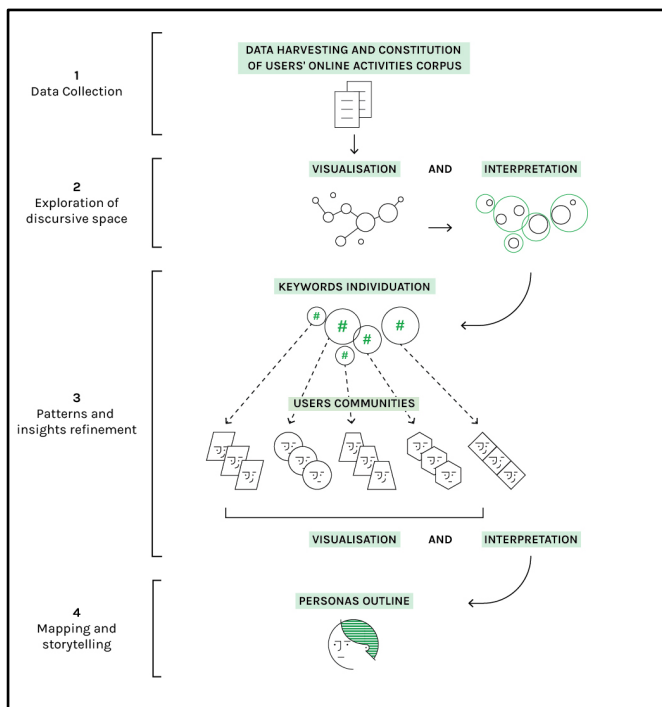 DATA HARVESTING AND CONSTITUTION
OF USERS' ONLINE ACTIVITIES CORPUS
1
Data Collection
VISUALISATION AND INTERPRETATION
2
Exploration of
discursive space
KEYWORDS INDIVIDUATION
# # # # #
USERS COMMUNITIES
3
Patterns and
insights refinement
VISUALISATION AND INTERPRETATION
4
Mapping and
storytelling
PERSONAS OUTLINE